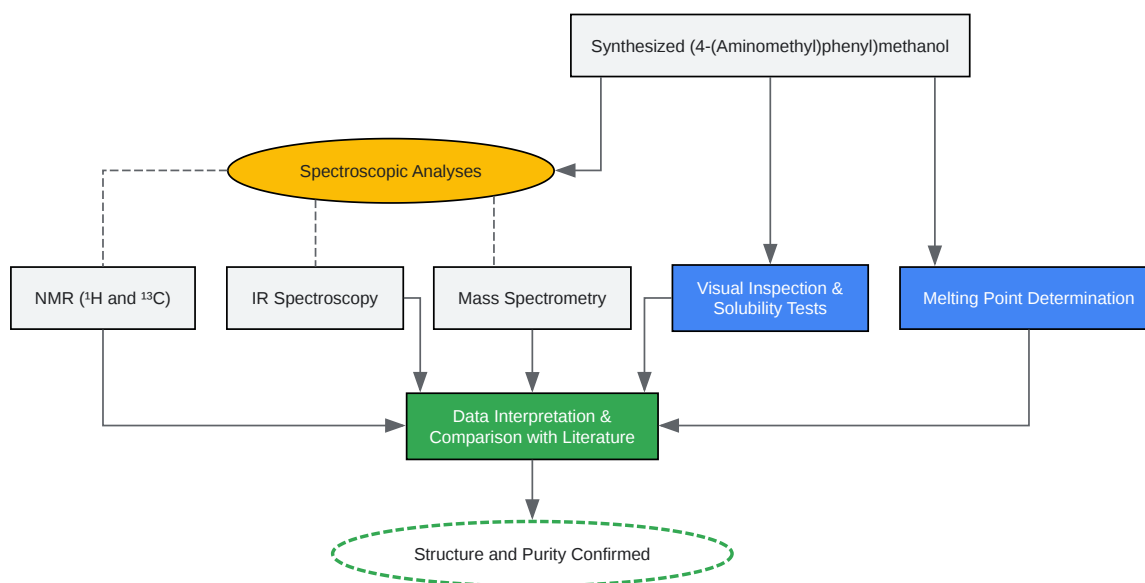 Synthesized (4-(Aminomethyl)phenyl)methanol
Spectroscopic Analyses
NMR (¹H and ¹³C)
IR Spectroscopy
Mass Spectrometry
Visual Inspection &
Solubility Tests
Melting Point Determination
Data Interpretation &
Comparison with Literature
Structure and Purity Confirmed